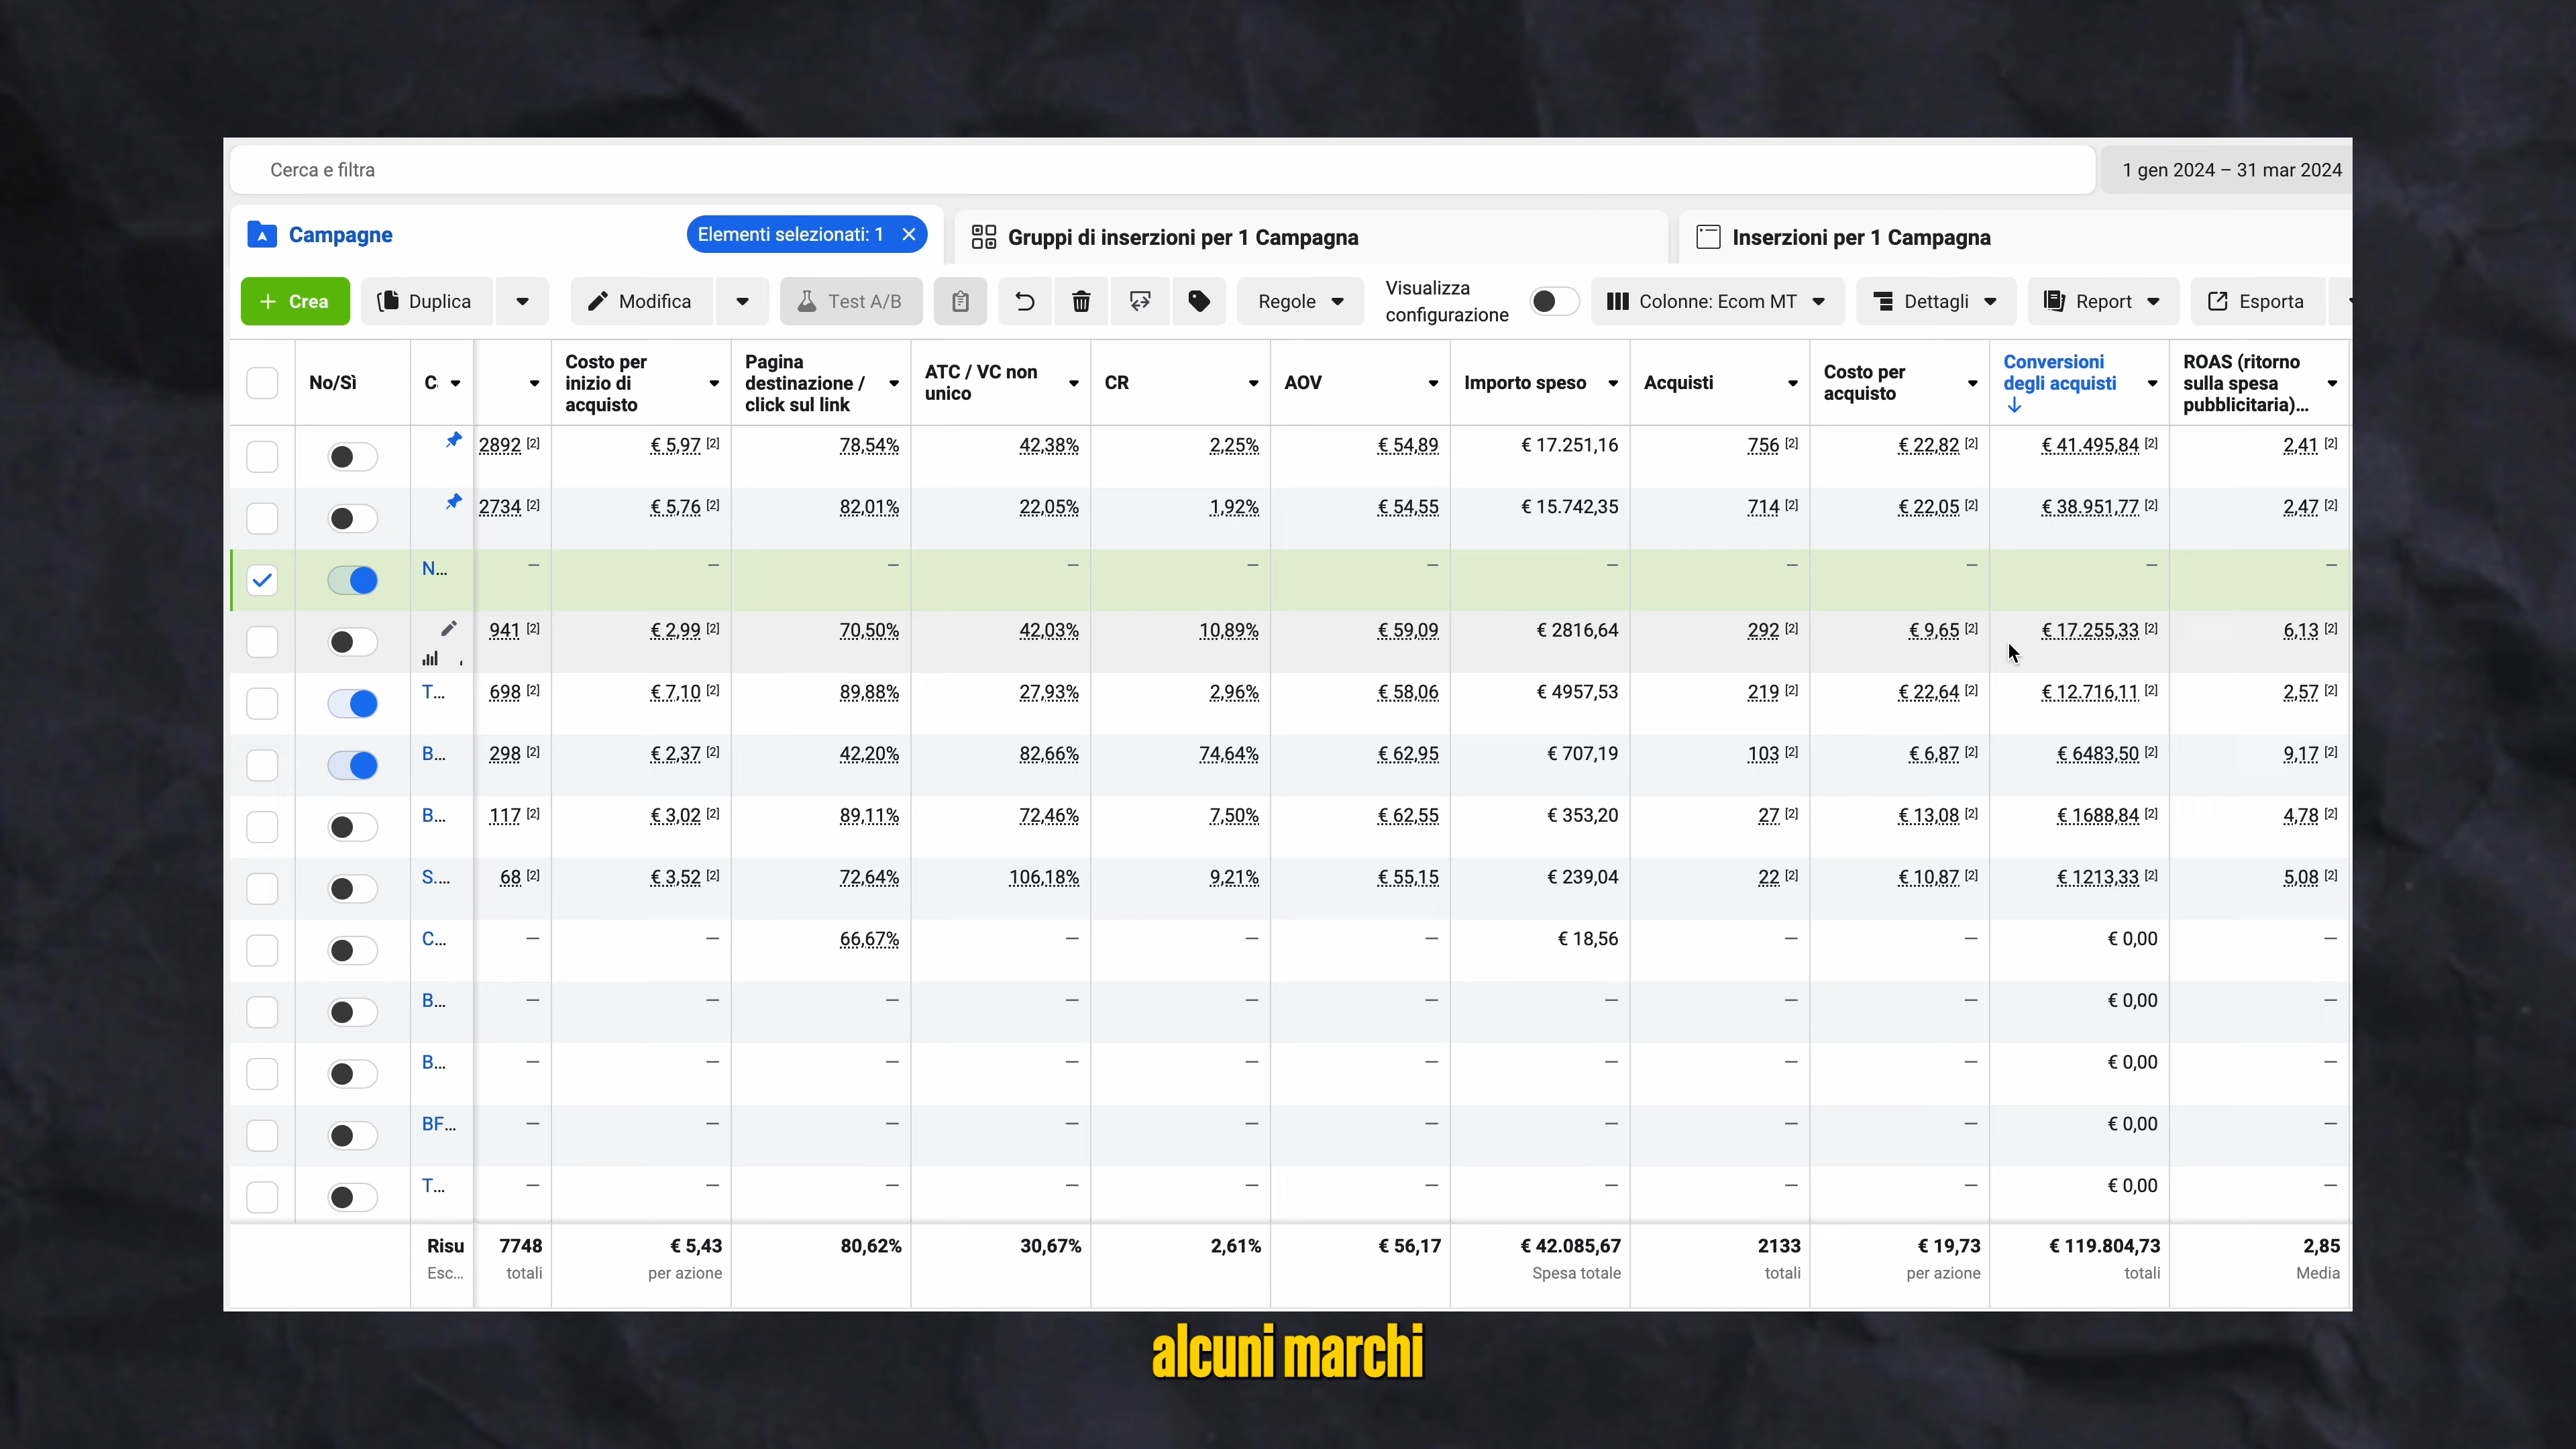 Cerca e filtra
1 gen 2024 – 31 mar 2024
Campagne
Elementi selezionati: 1
Gruppi di inserzioni per 1 Campagna
Inserzioni per 1 Campagna
Crea
Duplica
Modifica
Test A/B
Regole
Visualizza
configurazione
Colonne: Ecom MT
Dettagli
Report
Esporta
No/Sì C. Costo per inizio di acquisto Pagina destinazione / click sul link ATC / VC non unico CR AOV Importo speso Acquisti Costo per acquisto Conversioni degli acquisti ↓ ROAS (ritorno sulla spesa pubblicitaria)...
2892 [2] € 5,97 [2] 78,54% 42,38% 2,25% € 54,89 € 17.251,16 756 [2] € 22,82 [2] € 41.495,84 [2] 2,41 [2]
2734 [2] € 5,76 [2] 82,01% 22,05% 1,92% € 54,55 € 15.742,35 714 [2] € 22,05 [2] € 38.951,77 [2] 2,47 [2]
N... — — — — — — — — — — —
941 [2] € 2,99 [2] 70,50% 42,03% 10,89% € 59,09 € 2816,64 292 [2] € 9,65 [2] € 17.255,33 [2] 6,13 [2]
T... 698 [2] € 7,10 [2] 89,88% 27,93% 2,96% € 58,06 € 4957,53 219 [2] € 22,64 [2] € 12.716,11 [2] 2,57 [2]
B... 298 [2] € 2,37 [2] 42,20% 82,66% 74,64% € 62,95 € 707,19 103 [2] € 6,87 [2] € 6483,50 [2] 9,17 [2]
B... 117 [2] € 3,02 [2] 89,11% 72,46% 7,50% € 62,55 € 353,20 27 [2] € 13,08 [2] € 1688,84 [2] 4,78 [2]
S.... 68 [2] € 3,52 [2] 72,64% 106,18% 9,21% € 55,15 € 239,04 22 [2] € 10,87 [2] € 1213,33 [2] 5,08 [2]
C... — — 66,67% — — — € 18,56 — — € 0,00 —
B... — — — — — — — — — € 0,00 —
B... — — — — — — — — — € 0,00 —
BF... — — — — — — — — — € 0,00 —
T... — — — — — — — — — € 0,00 —
Risu 7748 € 5,43 80,62% 30,67% 2,61% € 56,17 € 42.085,67 2133 € 19,73 € 119.804,73 2,85
Esc... totali per azione Spesa totale totali per azione totali Media
alcuni marchi